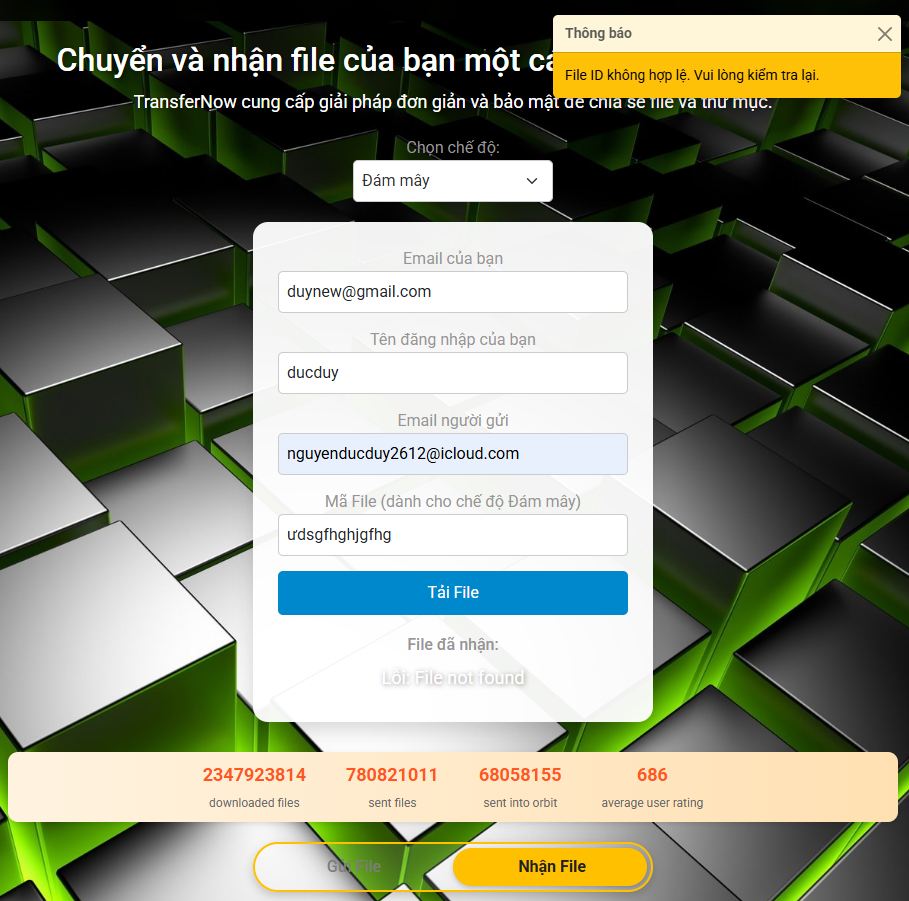 Chuyển và nhận file của bạn một cá
Thông báo
File ID không hợp lệ. Vui lòng kiểm tra lại.
TransferNow cung cấp giải pháp đơn giản và bảo mật để chia sẻ file và thư mục.
Chọn chế độ:
Đám mây
Email của bạn
duynew@gmail.com
Tên đăng nhập của bạn
ducduy
Email người gửi
nguyenducduy2612@icloud.com
Mã File (dành cho chế độ Đám mây)
ưdsgfhghjgfhg
Tải File
File đã nhận:
Lỗi: File not found
2347923814 780821011 68058155 686
downloaded files sent files sent into orbit average user rating
Gửi File Nhận File